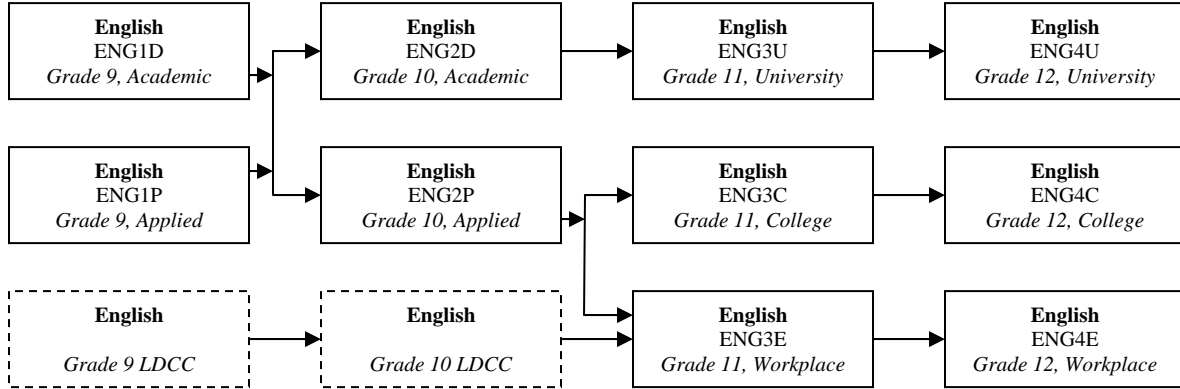 English
ENG1D
Grade 9, Academic
English
ENG2D
Grade 10, Academic
English
ENG3U
Grade 11, University
English
ENG4U
Grade 12, University
English
ENG1P
Grade 9, Applied
English
ENG2P
Grade 10, Applied
English
ENG3C
Grade 11, College
English
ENG4C
Grade 12, College
English
Grade 9 LDCC
English
Grade 10 LDCC
English
ENG3E
Grade 11, Workplace
English
ENG4E
Grade 12, Workplace